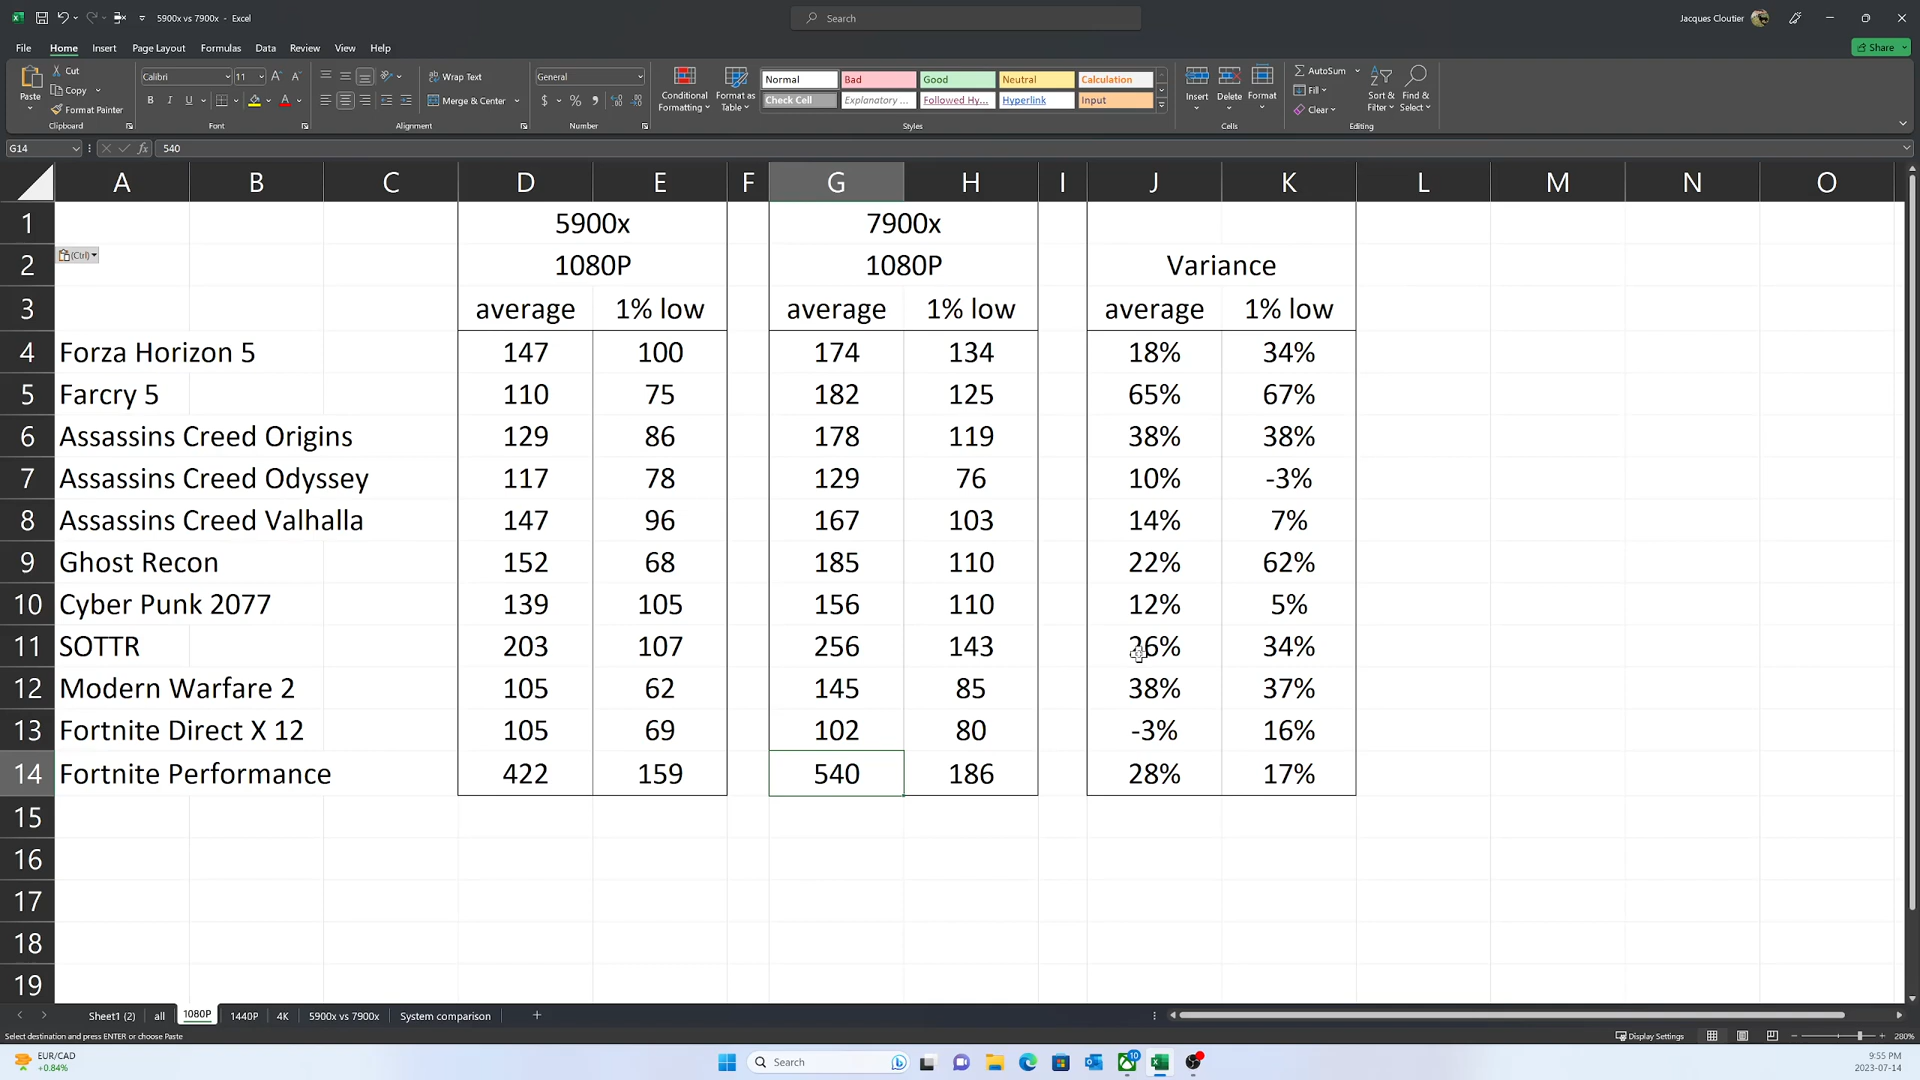 5900x vs 7900x - Excel
Search
Jacques Cloutier
File Home Insert Page Layout Formulas Data Review View Help
Share
Paste
Cut
Copy
Format Painter
Clipboard
Calibri 11
B I U
Font
Wrap Text
Merge & Center
Alignment
General
$ % ,
Number
Conditional Formatting
Format as Table
Normal Bad Good Neutral Calculation
Check Cell Explanatory ... Followed Hy... Hyperlink Input
Styles
Insert Delete Format
Cells
AutoSum
Fill
Clear
Sort & Filter
Find & Select
Editing
G14 fx 540
A B C D E F G H I J K L M N O
1 5900x 7900x
(Ctrl)
2 1080P 1080P Variance
3 average 1% low average 1% low average 1% low
4 Forza Horizon 5 147 100 174 134 18% 34%
5 Farcry 5 110 75 182 125 65% 67%
6 Assassins Creed Origins 129 86 178 119 38% 38%
7 Assassins Creed Odyssey 117 78 129 76 10% -3%
8 Assassins Creed Valhalla 147 96 167 103 14% 7%
9 Ghost Recon 152 68 185 110 22% 62%
10 Cyber Punk 2077 139 105 156 110 12% 5%
11 SOTTR 203 107 256 143 26% 34%
12 Modern Warfare 2 105 62 145 85 38% 37%
13 Fortnite Direct X 12 105 69 102 80 -3% 16%
14 Fortnite Performance 422 159 540 186 28% 17%
15
16
17
18
19
Sheet1 (2) all 1080P 1440P 4K 5900x vs 7900x System comparison
Select destination and press ENTER or choose Paste
Display Settings
280%
EUR/CAD
+0.84%
Search
10
9:55 PM
2023-07-14